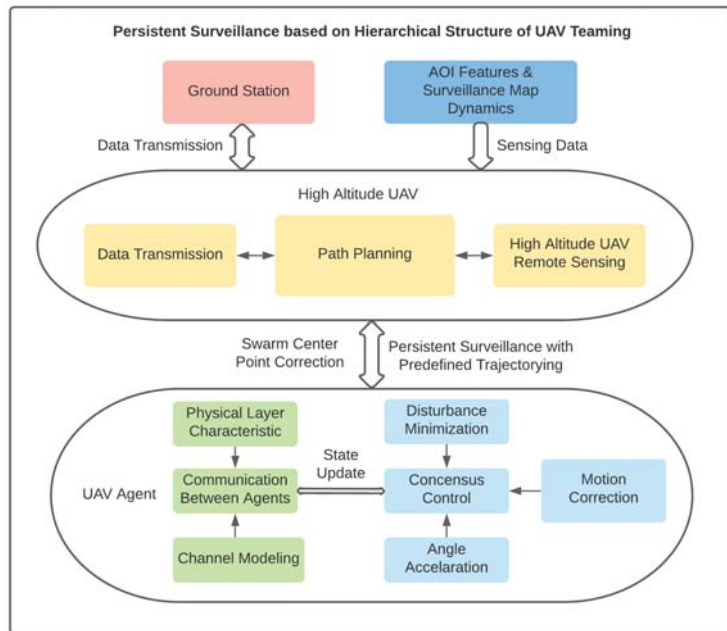 Persistent Surveillance based on Hierarchical Structure of UAV Teaming
Ground Station
AOI Features &
Surveillance Map
Dynamics
Data Transmission
Sensing Data
High Altitude UAV
Data Transmission
Path Planning
High Altitude UAV
Remote Sensing
Swarm Center
Point Correction
Persistent Surveillance with
Predefined Trajectorying
Physical Layer
Characteristic
Disturbance
Minimization
State
Update
UAV Agent
Communication
Between Agents
Concensus
Control
Motion
Correction
Channel Modeling
Angle
Accelaration